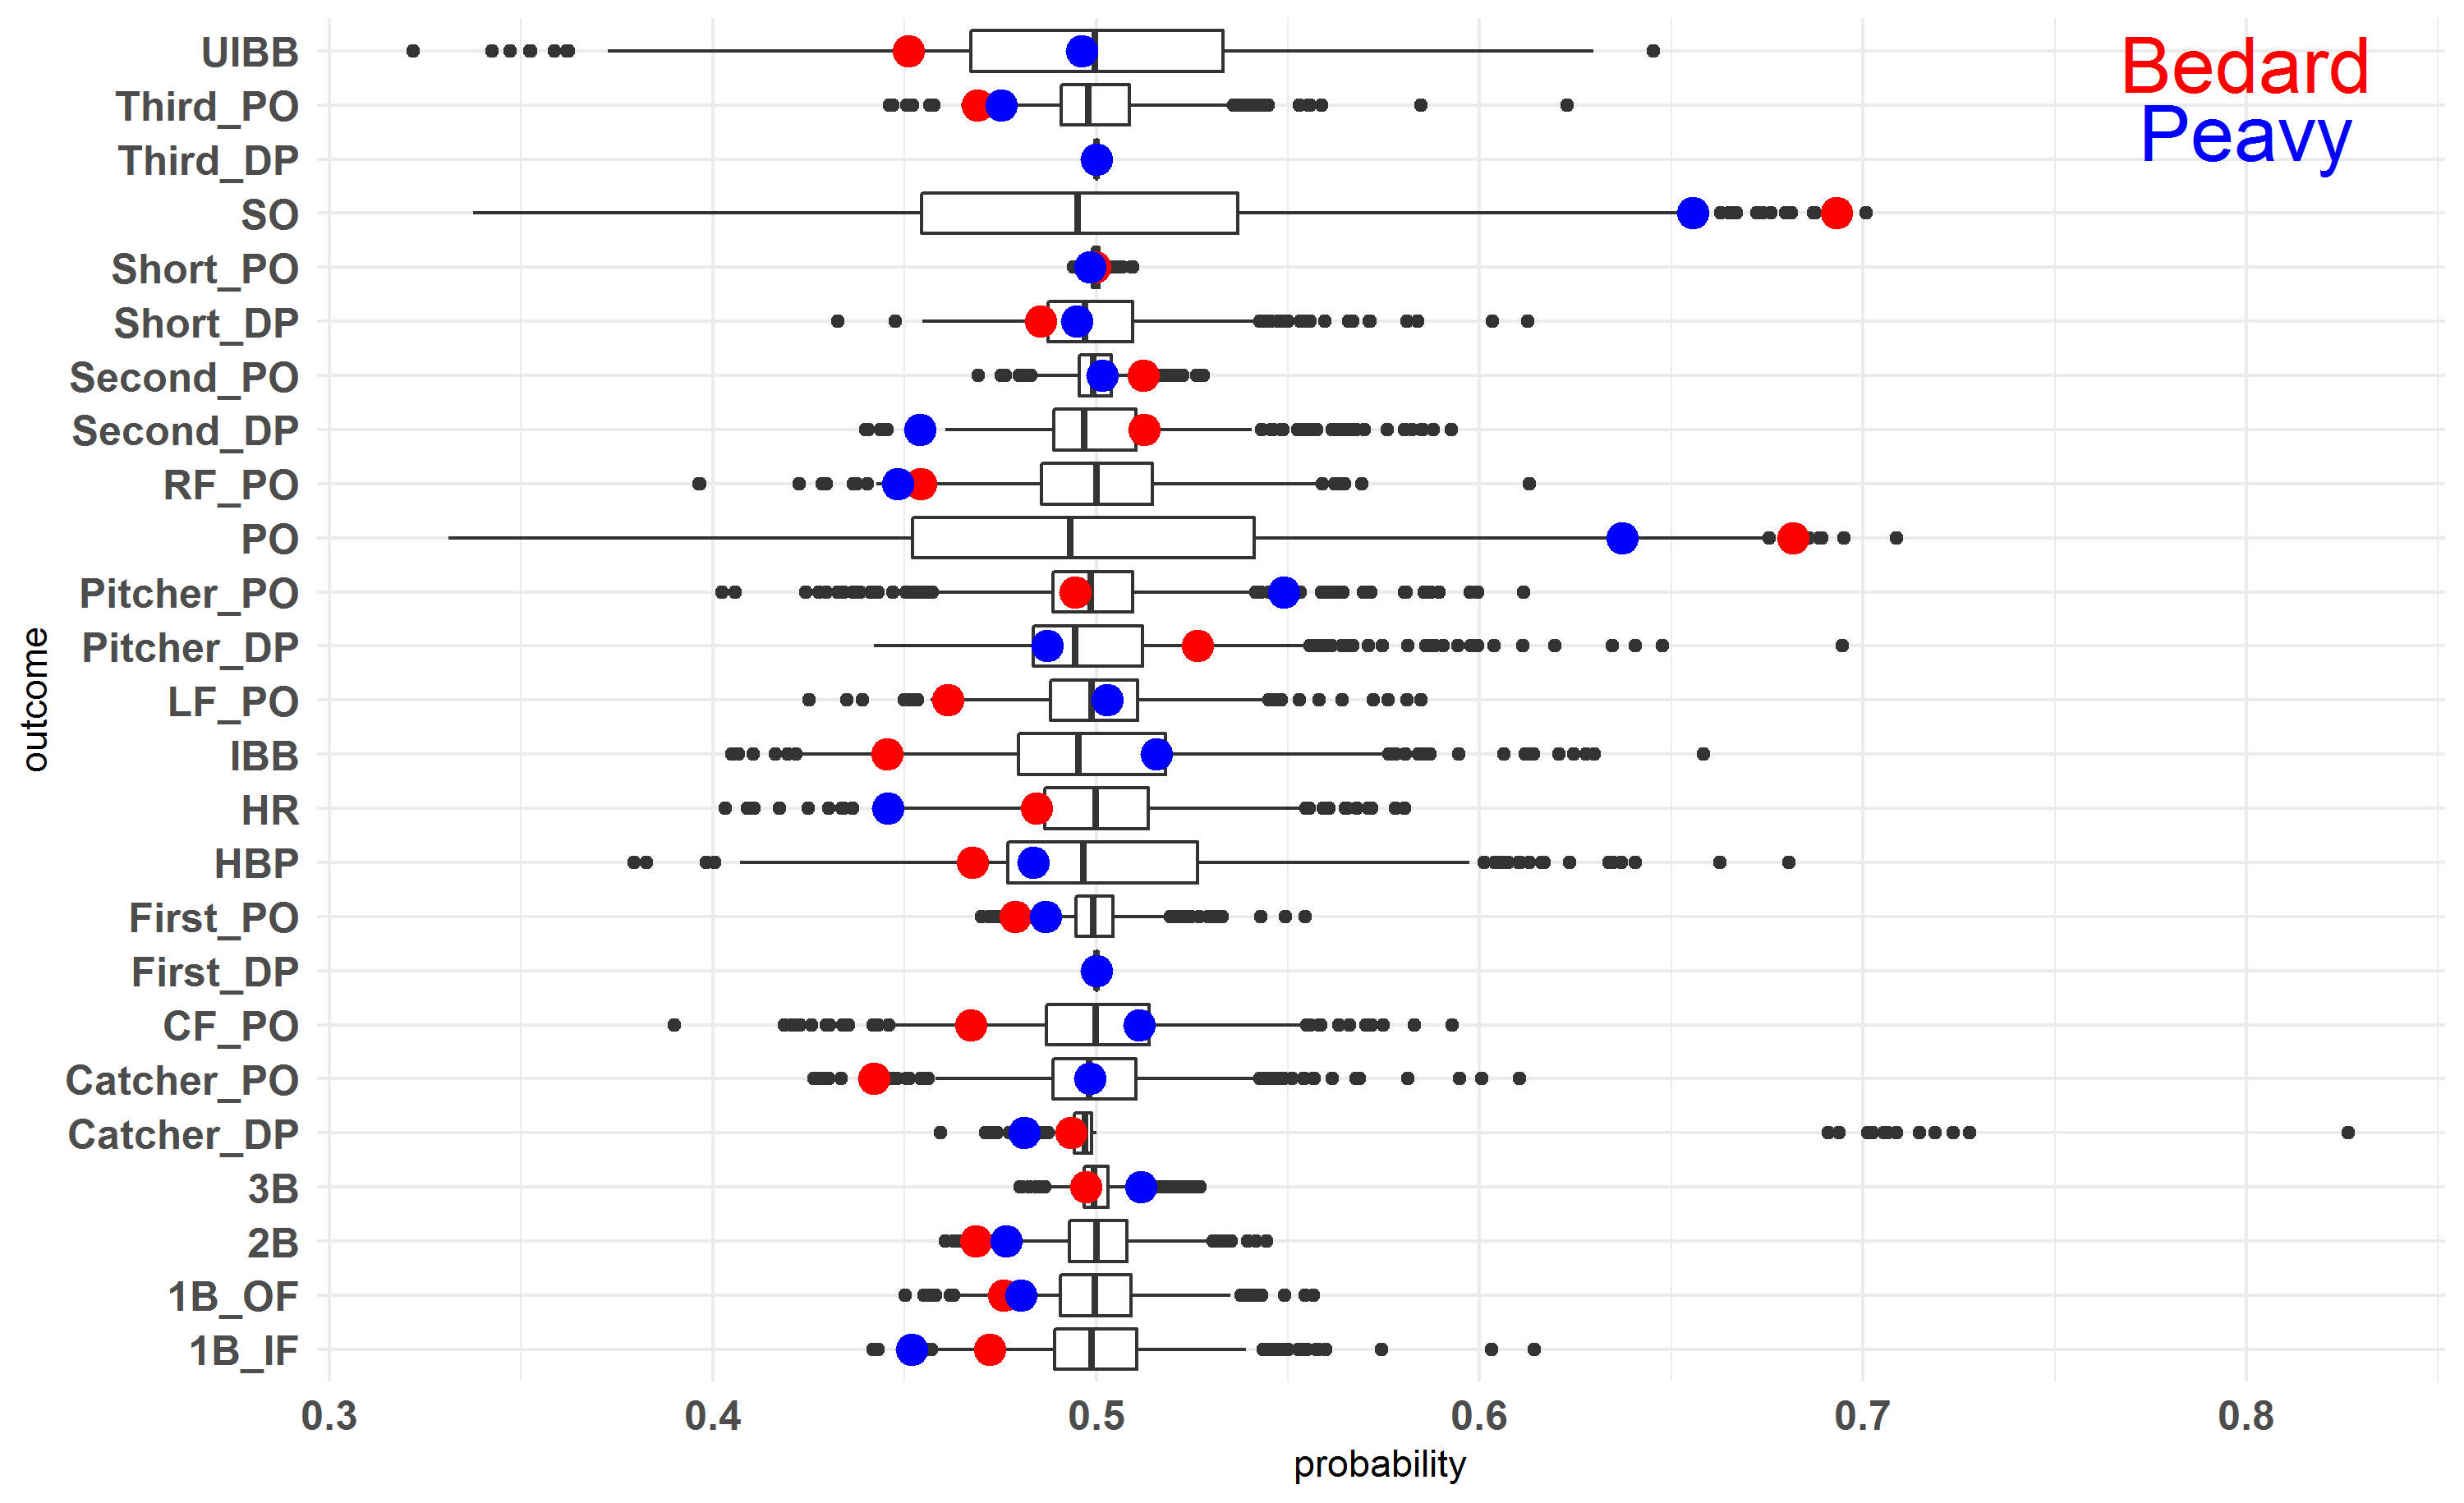 UIBB
Bedard
Third_PO
Peavy
Third_DP
SO
Short_PO
Short_DP
Second_PO
Second_DP
RF_PO
PO
Pitcher_PO
outcome
Pitcher_DP
LF_PO
IBB
HR
HBP
First_PO
First_DP
CF_PO
Catcher_PO
Catcher_DP
3B
2B
1B_OF
1B_IF
0.3 0.4 0.5 0.6 0.7 0.8
probability